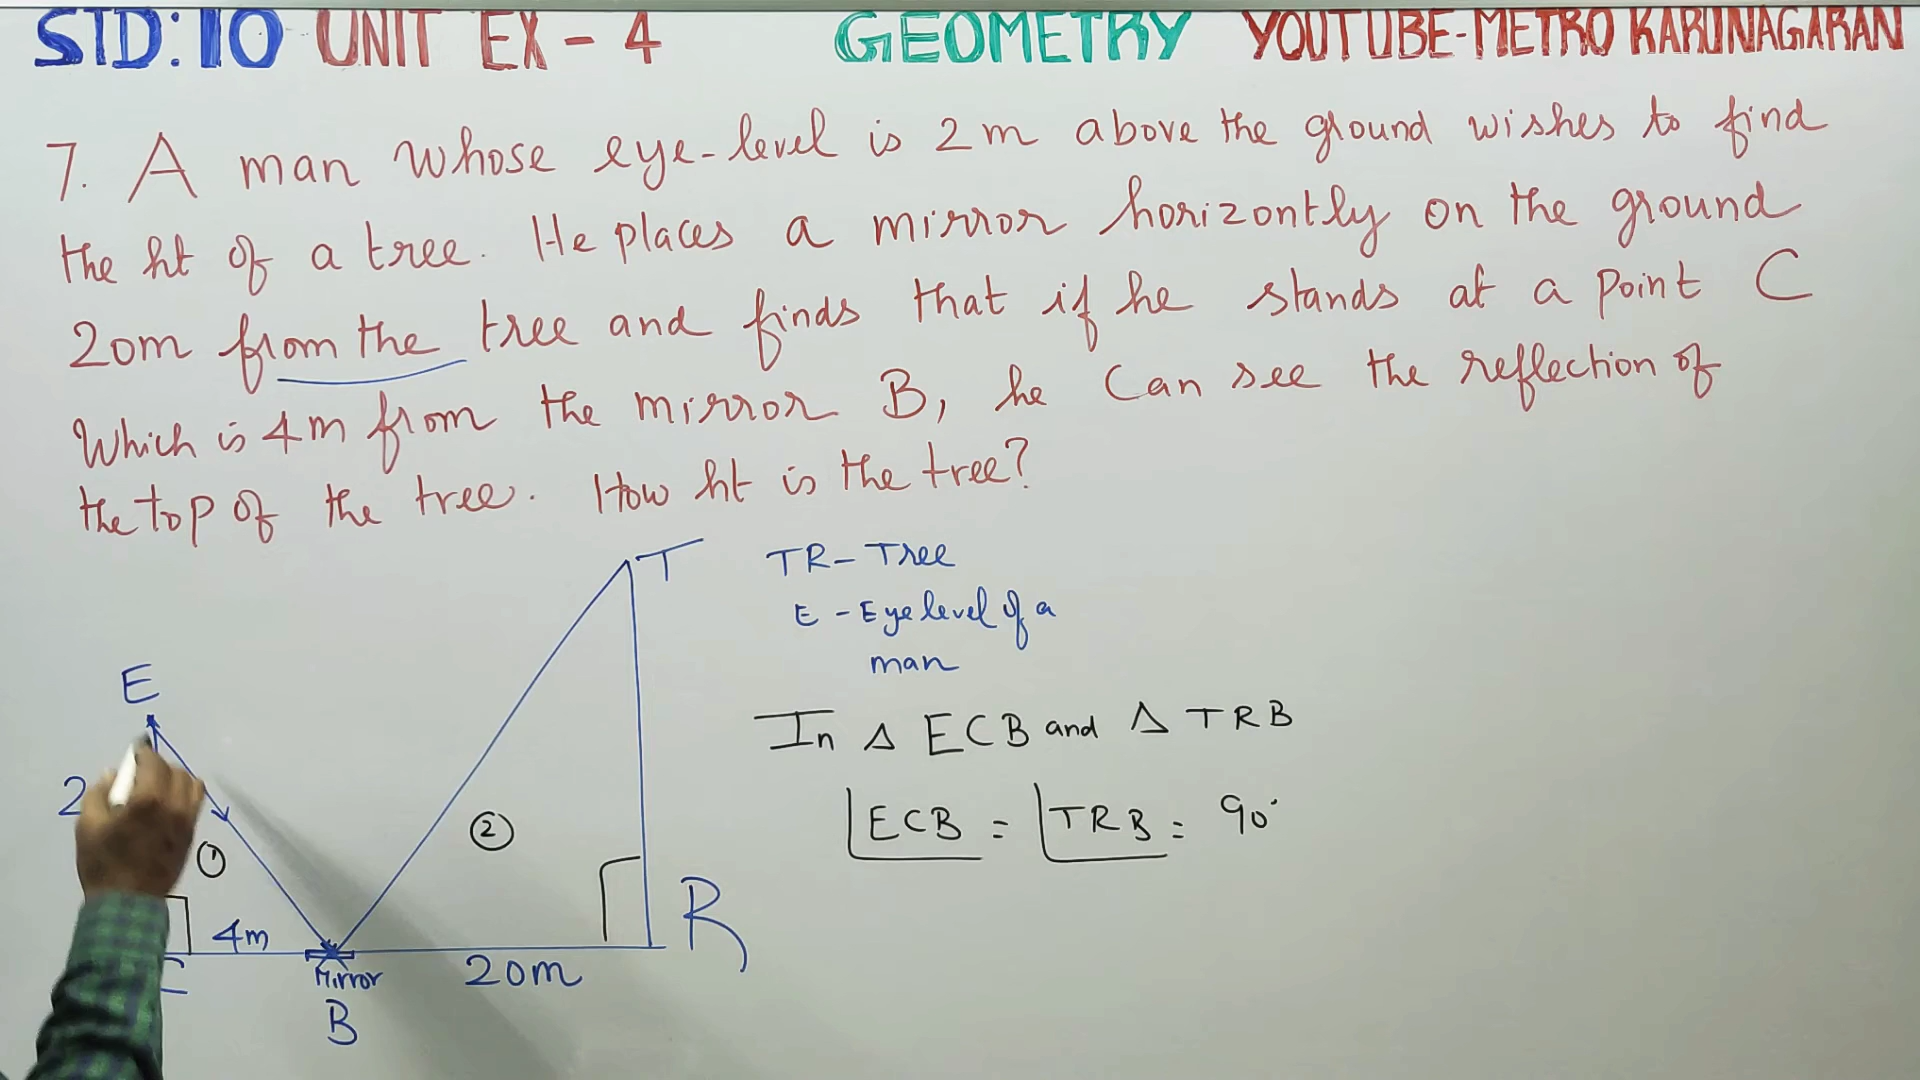 STD: 10 UNIT EX - 4 GEOMETRY YOUTUBE-METRO KARUNAGARAN
7. A man whose eye-level is 2m above the ground wishes to find
the ht of a tree. He places a mirror horizontly on the ground
20m from the tree and finds that if he stands at a point C
Which is 4m from the mirror B, he can see the reflection of
the top of the tree. How ht is the tree?
T
TR - Tree
E - Eye level of a
man
E
In Δ ECB and Δ TRB
2
1
2
∠ECB = ∠TRB = 90°
R
4m
20m
C
Mirror
B